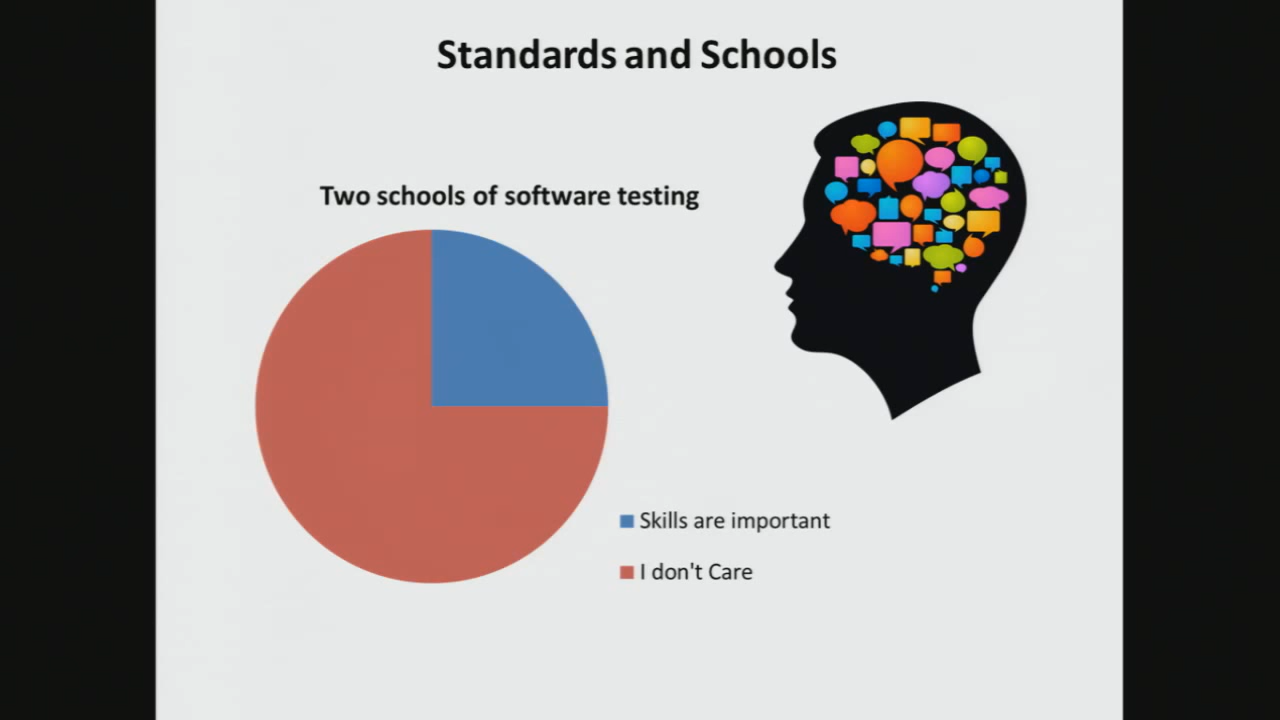 Standards and Schools
Two schools of software testing
Skills are important
I don't Care